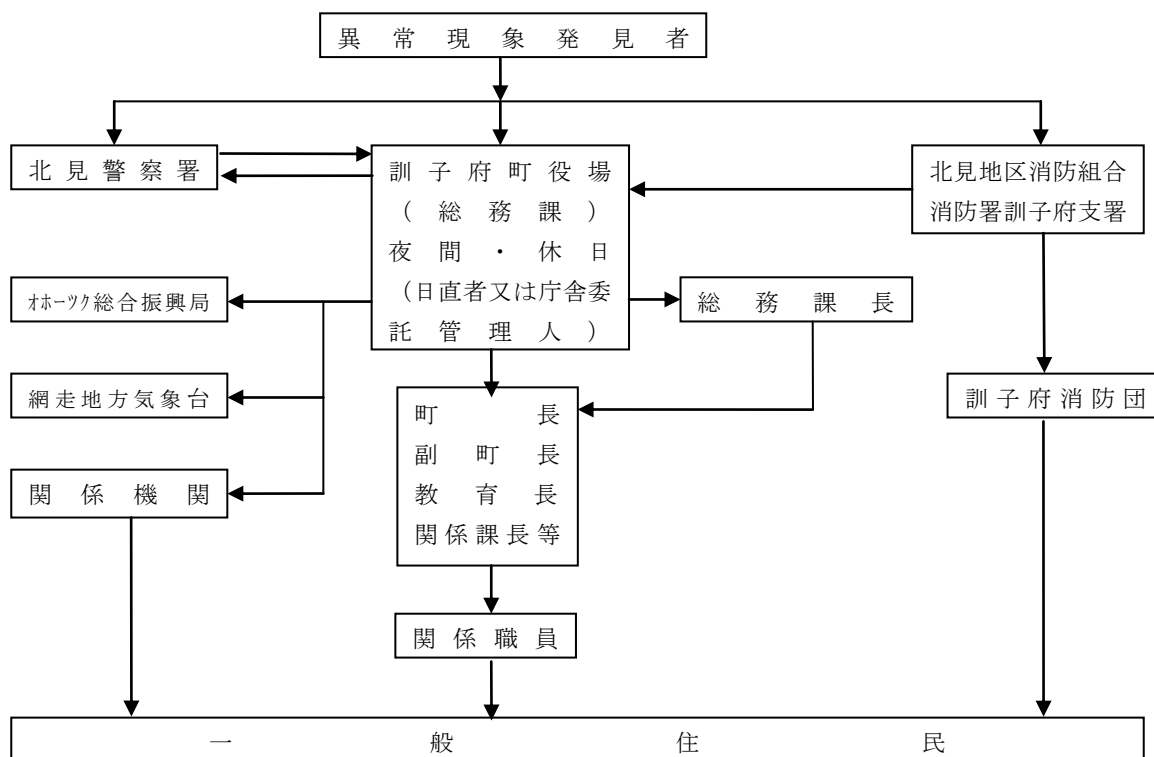 異常現象発見者
北見警察署
訓子府町役場
(総務課)
夜間・休日
(日直者又は庁舎委
託管理人)
北見地区消防組合
消防署訓子府支署
オホーツク総合振興局
総務課長
網走地方気象台
町長
副町長
教育長
関係課長等
訓子府消防団
関係機関
関係職員
一般住民